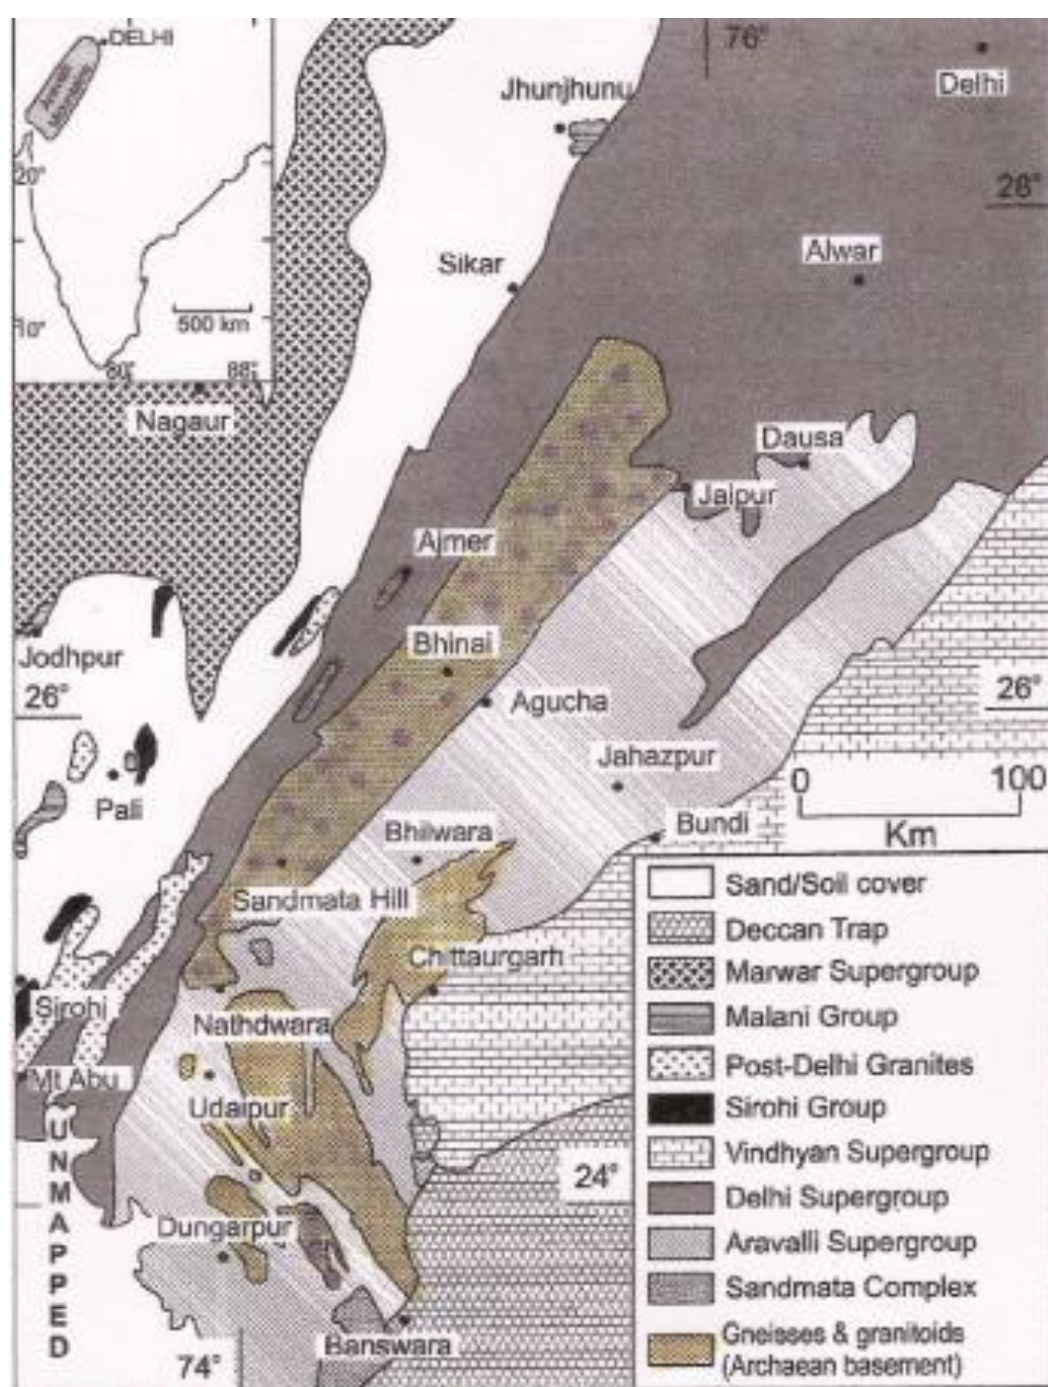 DELHI
20°
10°
500 km
80°
88°
76°
Delhi
Jhunjhunu
28°
Alwar
Sikar
Nagaur
Dausa
Jaipur
Ajmer
Bhinai
Jodhpur
26°
Agucha
26°
Pali
Jahazpur
0 100
Km
Bhilwara
Bundi
Sandmata Hill
Chittaurgarh
Sirohi
Nathdwara
Mt Abu
Udaipur
UNMAPPED
24°
Dungarpur
Banswara
74°
Sand/Soil cover
Deccan Trap
Marwar Supergroup
Malani Group
Post-Delhi Granites
Sirohi Group
Vindhyan Supergroup
Delhi Supergroup
Aravalli Supergroup
Sandmata Complex
Gneisses & granitoids
(Archaean basement)